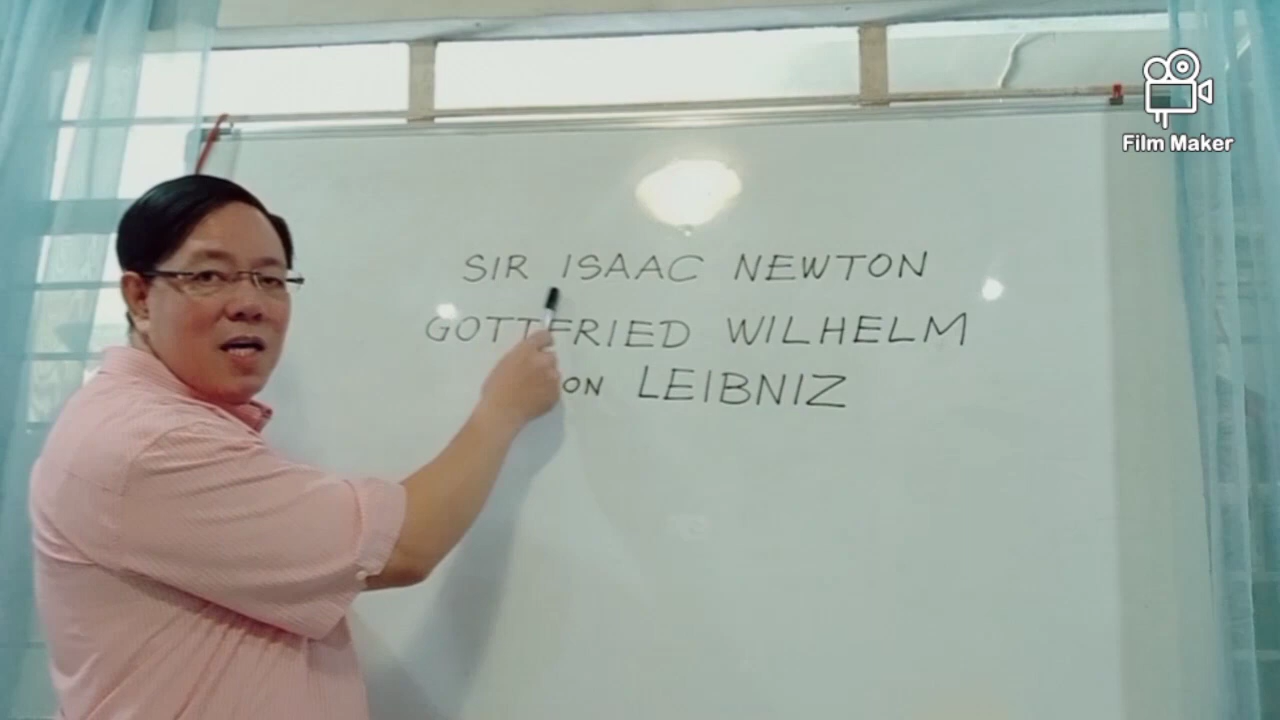 Film Maker
SIR ISAAC NEWTON
GOTTFRIED WILHELM
ON LEIBNIZ